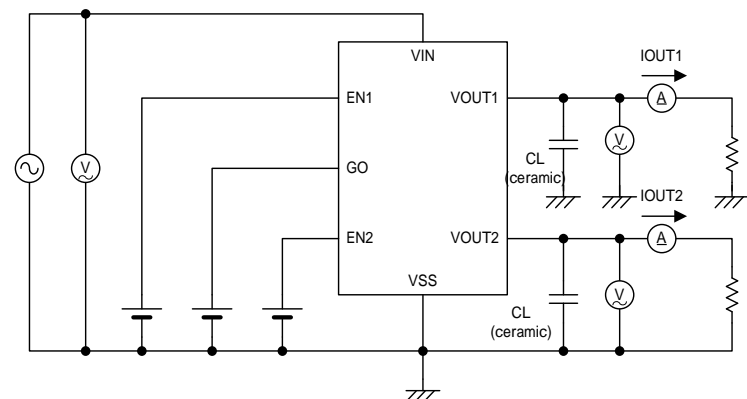 VIN
IOUT1
EN1
VOUT1
A
V
V
CL
(ceramic)
GO
IOUT2
EN2
VOUT2
A
VSS
CL
(ceramic)
V